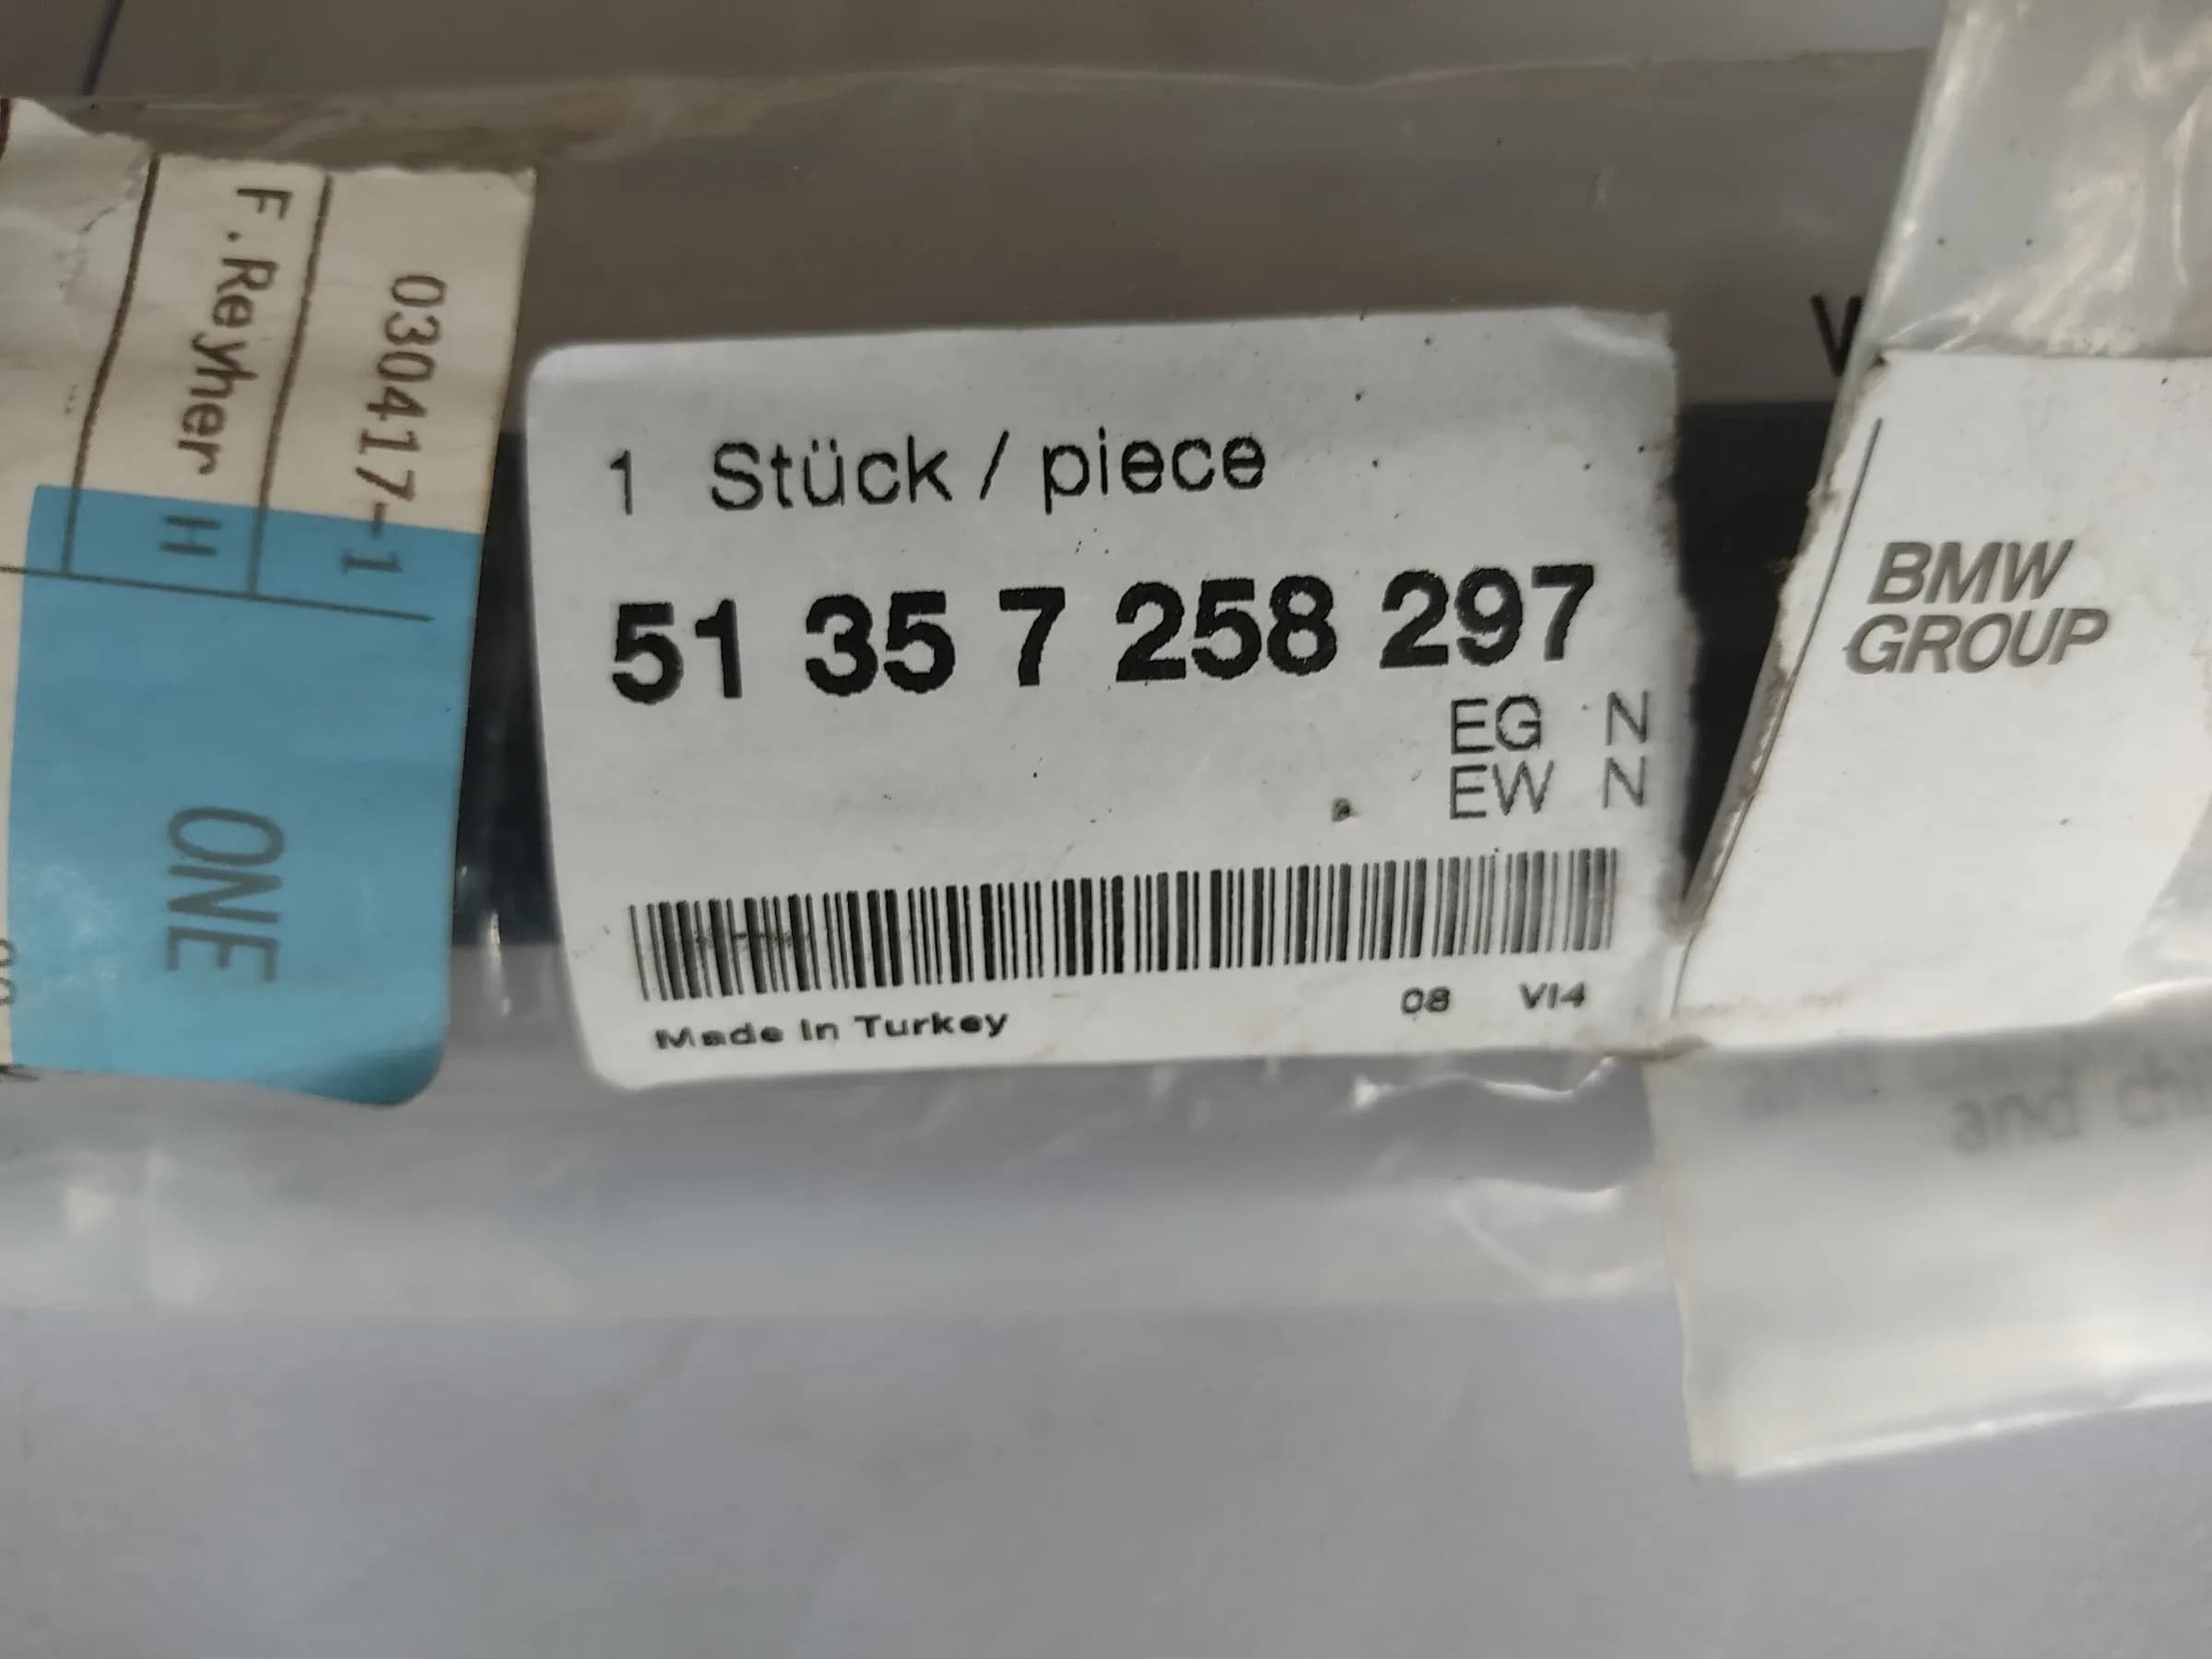 030417-1
F.Reyher H
ONE
1 Stück / piece
51 35 7 258 297
EG N
EW N
Made In Turkey 08 VI4
BMW
GROUP
and